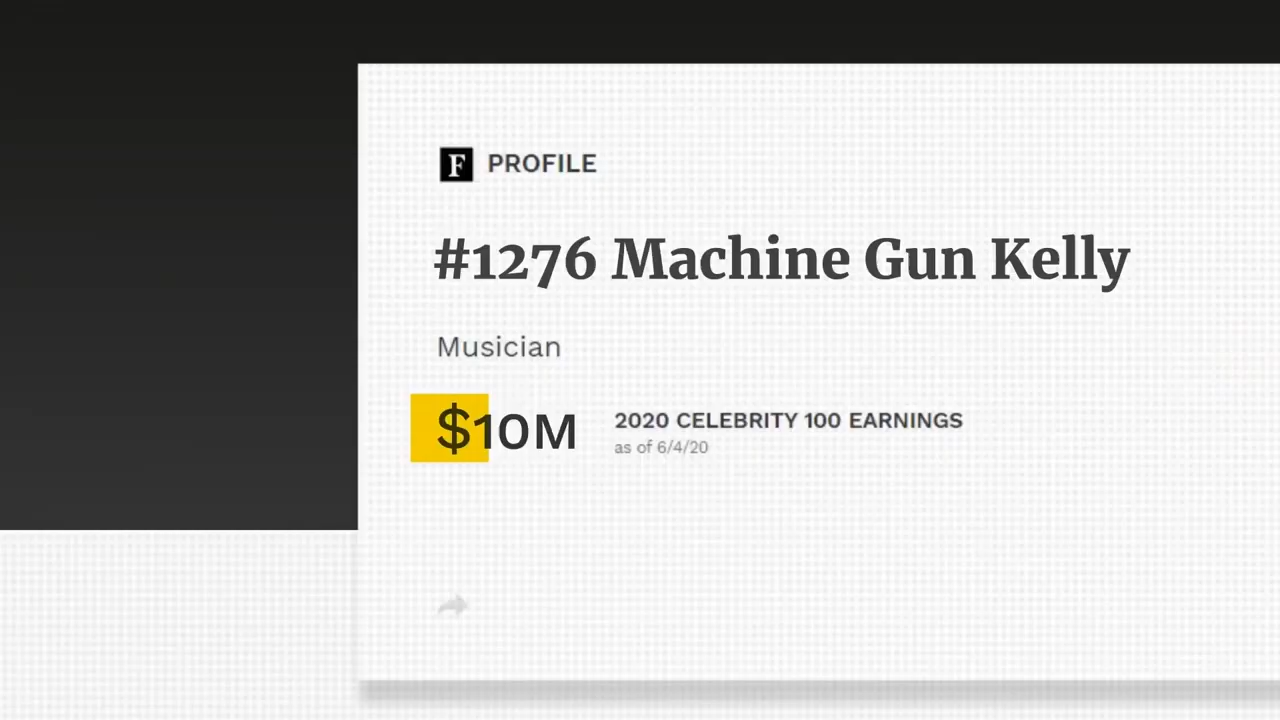 F PROFILE
#1276 Machine Gun Kelly
Musician
$10M
2020 CELEBRITY 100 EARNINGS
as of 6/4/20